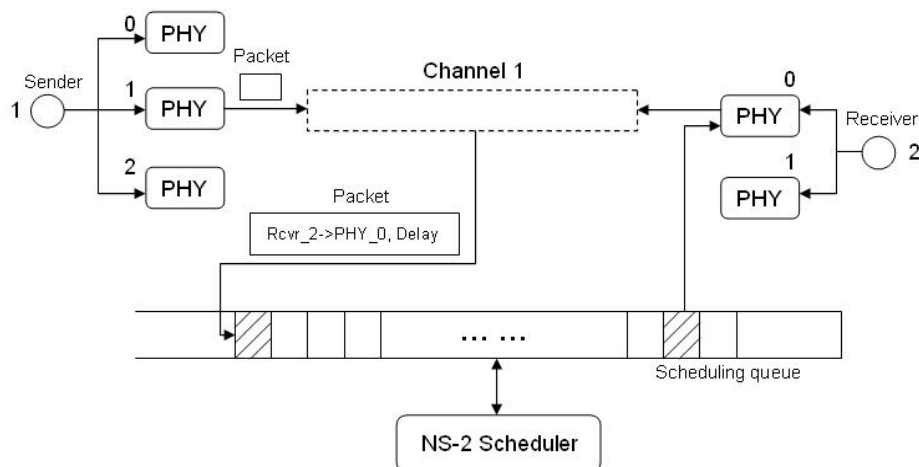 0
PHY
Packet
Channel 1
Sender
1
1
PHY
0
PHY
Receiver
2
2
PHY
1
PHY
Packet
Rcvr_2->PHY_0, Delay
... ...
Scheduling queue
NS-2 Scheduler